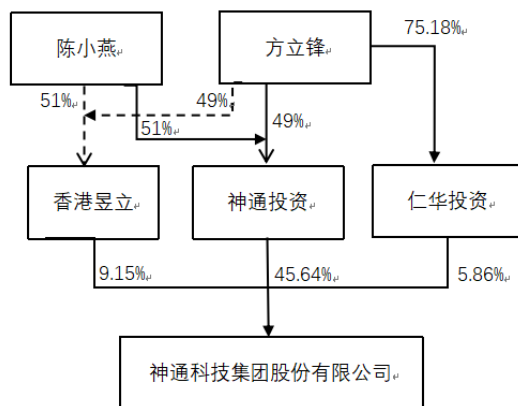 陈小燕
方立锋
75.18%
51%
49%
51%
49%
香港昱立
神通投资
仁华投资
9.15%
45.64%
5.86%
神通科技集团股份有限公司